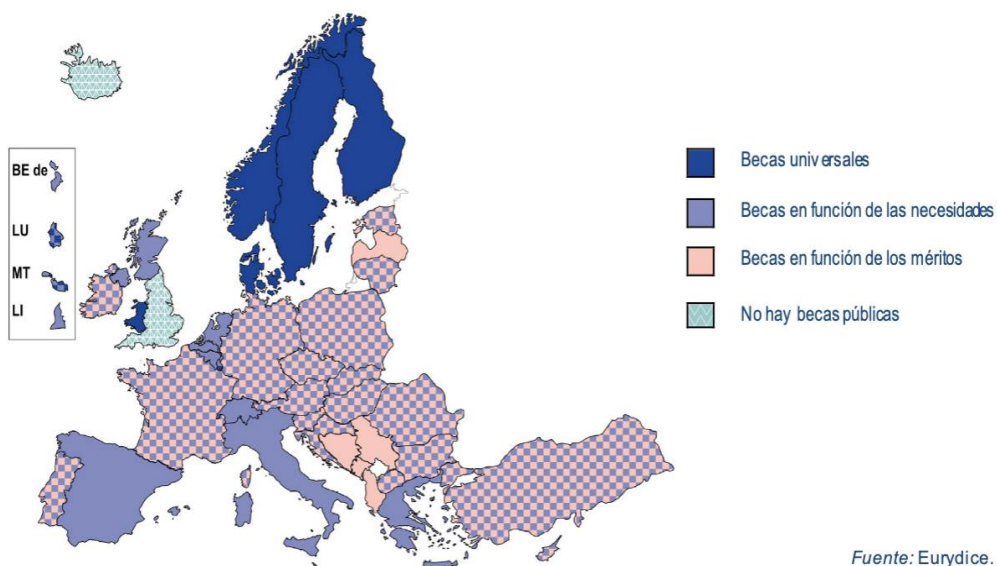 BE de
LU
MT
LI
Becas universales
Becas en función de las necesidades
Becas en función de los méritos
No hay becas públicas
Fuente: Eurydice.